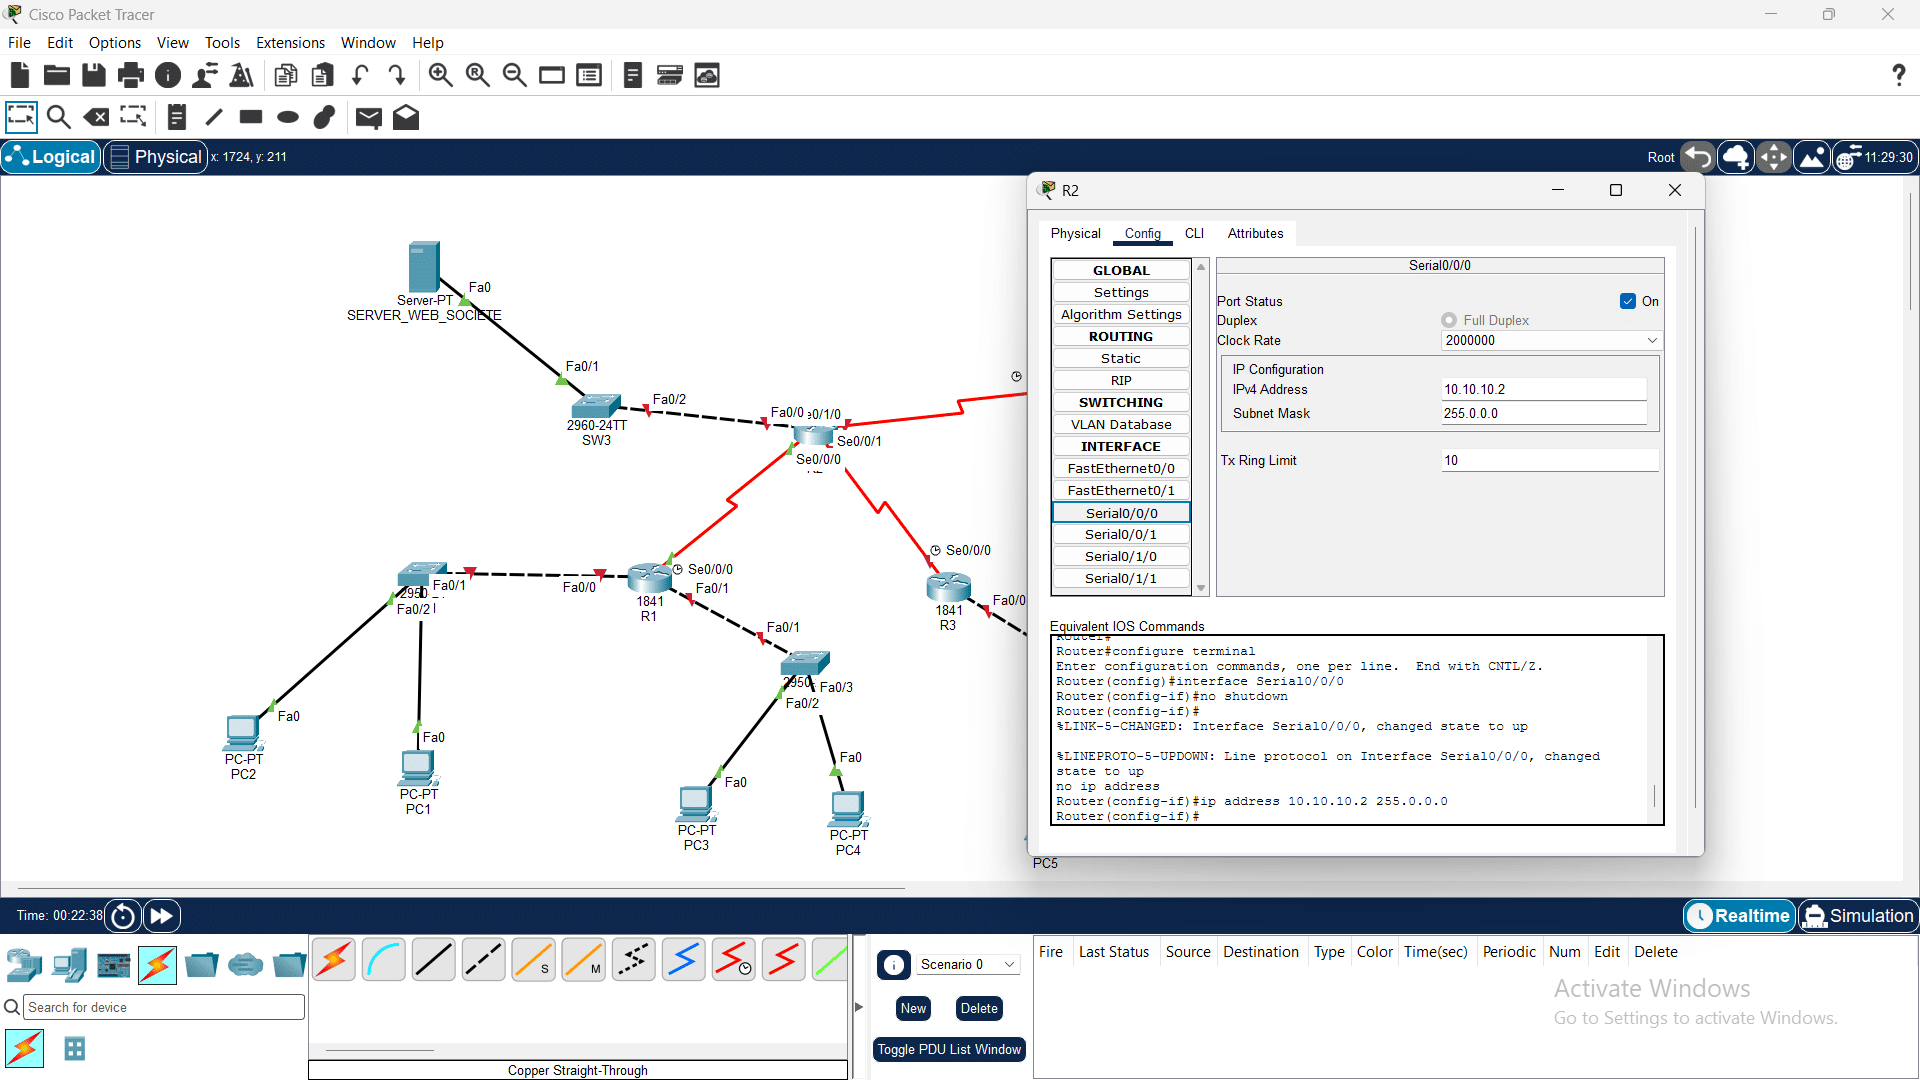 Cisco Packet Tracer
File Edit Options View Tools Extensions Window Help
Logical Physical x: 1724, y: 211 Root 11:29:30
Server-PT
SERVER_WEB_SOCIETE
Fa0
Fa0/1
2960-24TT
SW3
Fa0/2
Fa0/0
Se0/0/1
Se0/0/0
Fa0/1
Fa0/2
Fa0/0
1841
R1
Se0/0/0
Fa0/1
Se0/0/0
1841
R3
Fa0/0
Fa0/1
Fa0/3
Fa0/2
Fa0
PC-PT
PC2
Fa0
PC-PT
PC1
Fa0
PC-PT
PC3
Fa0
PC-PT
PC4
PC5
R2
Physical Config CLI Attributes
GLOBAL
Settings
Algorithm Settings
ROUTING
Static
RIP
SWITCHING
VLAN Database
INTERFACE
FastEthernet0/0
FastEthernet0/1
Serial0/0/0
Serial0/0/1
Serial0/1/0
Serial0/1/1
Serial0/0/0
Port Status On
Duplex Full Duplex
Clock Rate 2000000
IP Configuration
IPv4 Address 10.10.10.2
Subnet Mask 255.0.0.0
Tx Ring Limit 10
Equivalent IOS Commands
Router#
Router#configure terminal
Enter configuration commands, one per line. End with CNTL/Z.
Router(config)#interface Serial0/0/0
Router(config-if)#no shutdown
Router(config-if)#
%LINK-5-CHANGED: Interface Serial0/0/0, changed state to up
%LINEPROTO-5-UPDOWN: Line protocol on Interface Serial0/0/0, changed
state to up
no ip address
Router(config-if)#ip address 10.10.10.2 255.0.0.0
Router(config-if)#
Time: 00:22:38 Realtime Simulation
Search for device
S M
Copper Straight-Through
Scenario 0
New Delete
Toggle PDU List Window
Fire Last Status Source Destination Type Color Time(sec) Periodic Num Edit Delete
Activate Windows
Go to Settings to activate Windows.